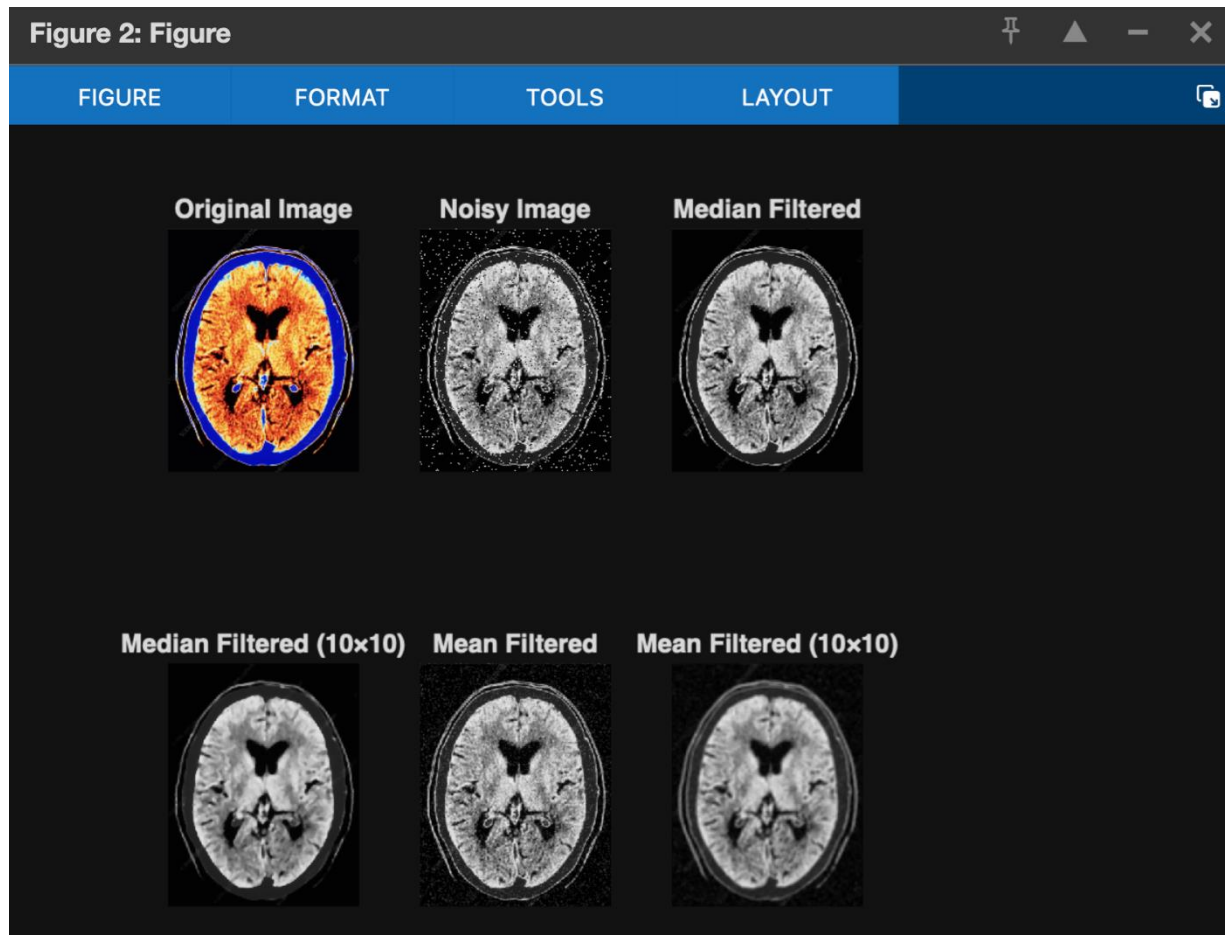 Figure 2: Figure
FIGURE FORMAT TOOLS LAYOUT
Original Image Noisy Image Median Filtered
Median Filtered (10×10) Mean Filtered Mean Filtered (10×10)